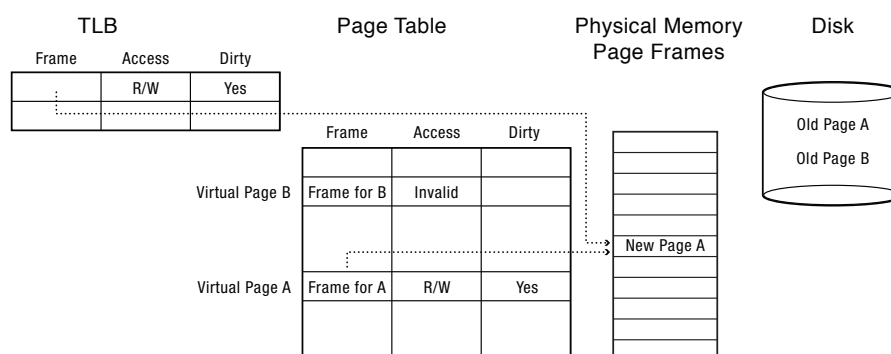 TLB
Page Table
Physical Memory
Page Frames
Disk
Frame Access Dirty
R/W Yes
Old Page A
Old Page B
Frame Access Dirty
Virtual Page B Frame for B Invalid
New Page A
Virtual Page A Frame for A R/W Yes